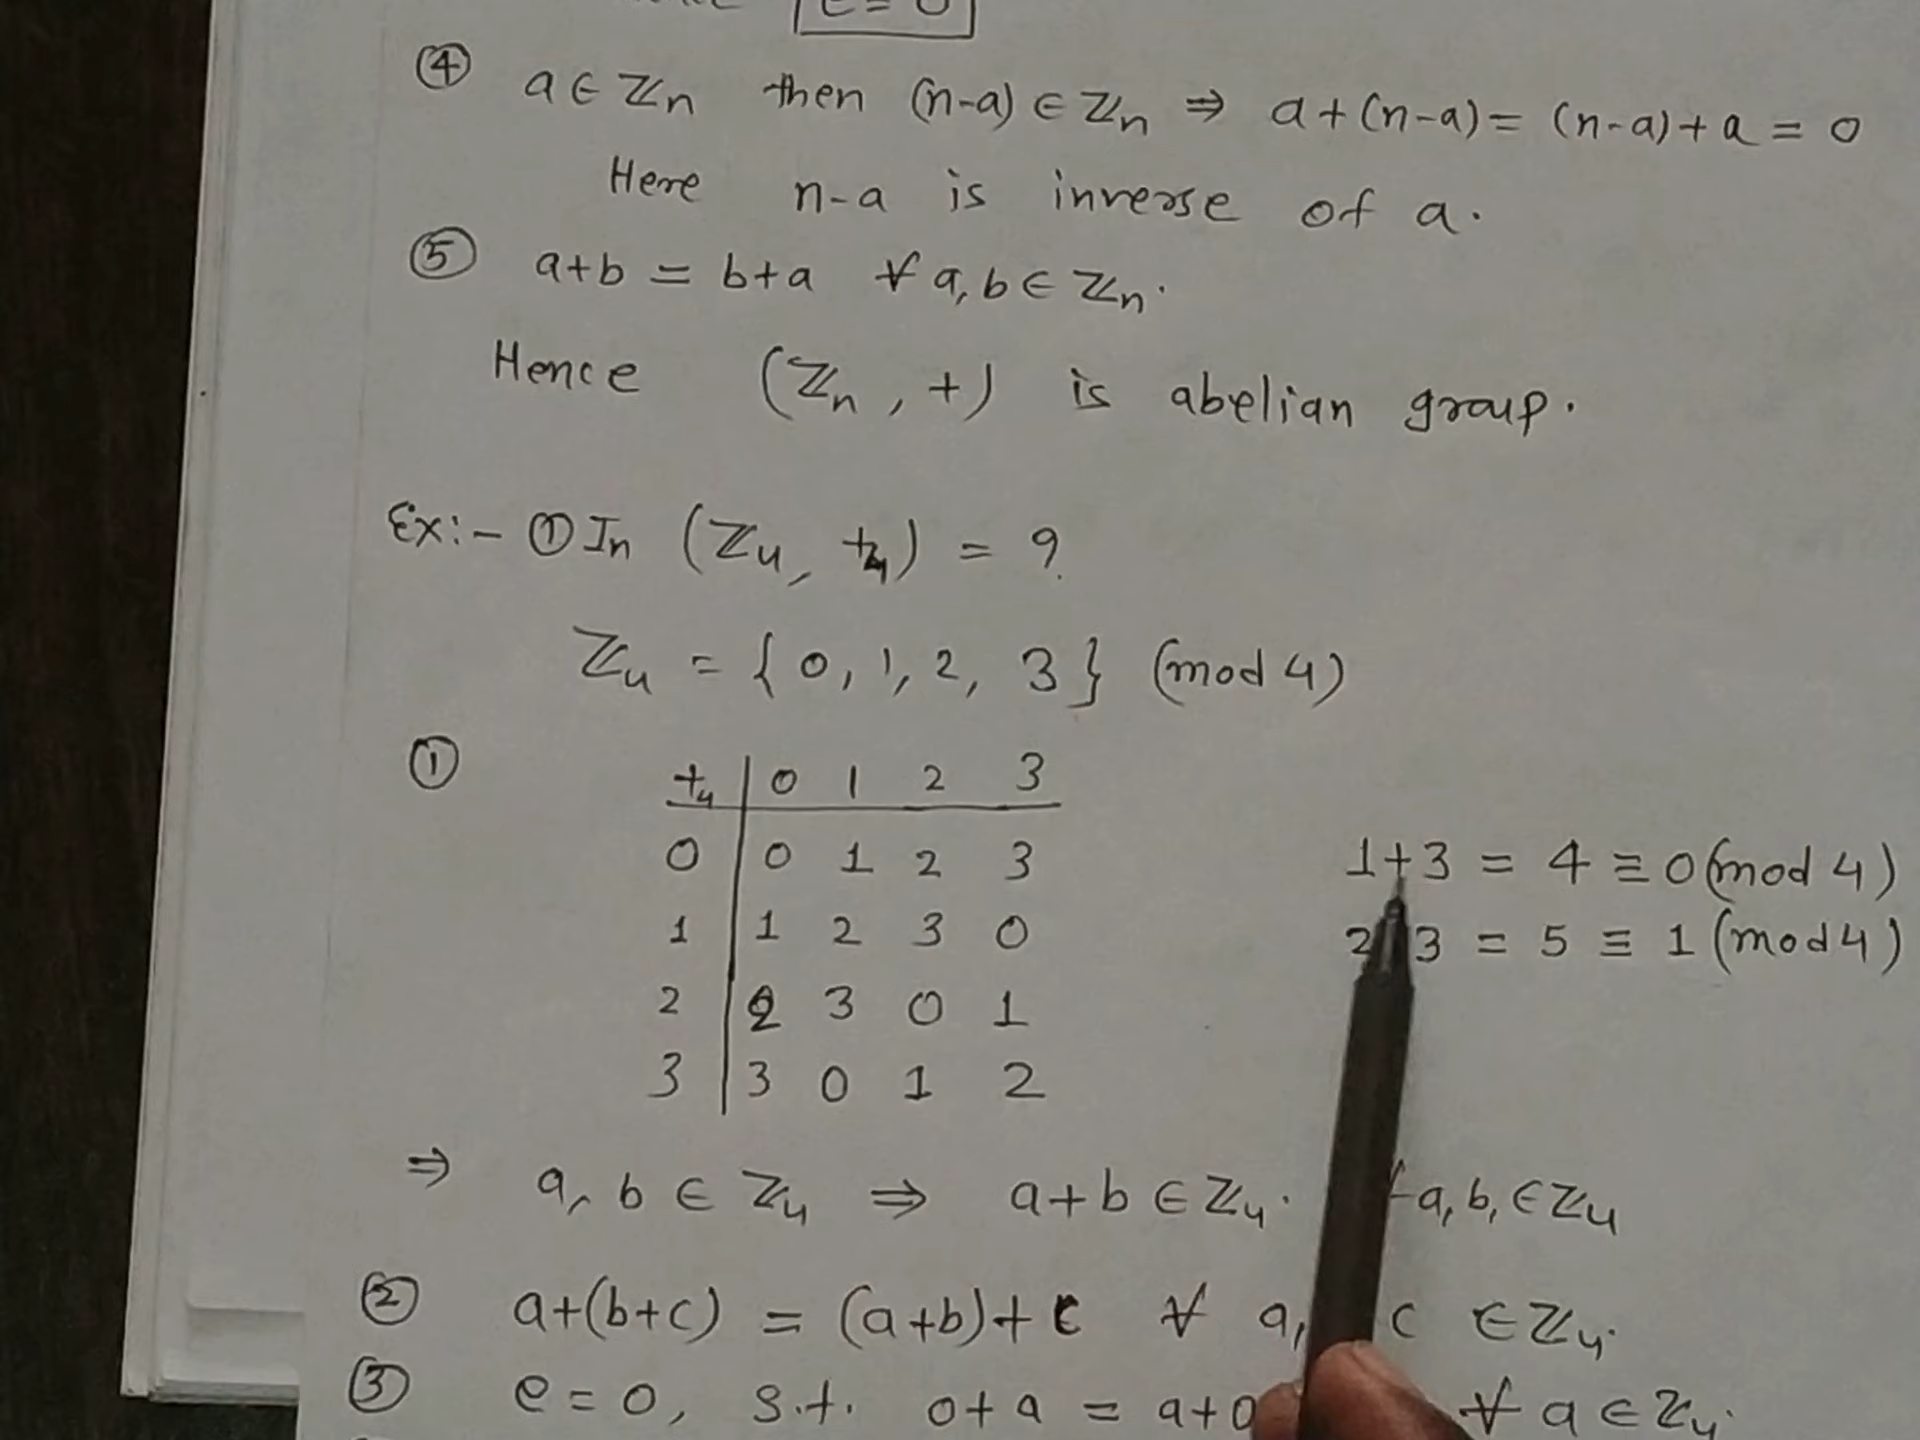 e = 0
④ a ∈ ℤn then (n-a) ∈ ℤn ⇒ a+(n-a) = (n-a)+a = 0
Here n-a is inverse of a.
⑤ a+b = b+a ∀ a, b ∈ ℤn.
Hence (ℤn, +) is abelian group.
Ex:- ① In (ℤ4, +4) = ?
ℤ4 = {0, 1, 2, 3} (mod 4)
①
+4 | 0 1 2 3
0 | 0 1 2 3
1 | 1 2 3 0
2 | 2 3 0 1
3 | 3 0 1 2
1+3 = 4 ≡ 0 (mod 4)
2 3 = 5 ≡ 1 (mod 4)
⇒ a, b ∈ ℤ4 ⇒ a+b ∈ ℤ4. a, b, ∈ ℤ4
② a+(b+c) = (a+b)+c ∀ a, c ∈ ℤ4.
③ e = 0, s.t. 0+a = a+0 ∀ a ∈ ℤ4.